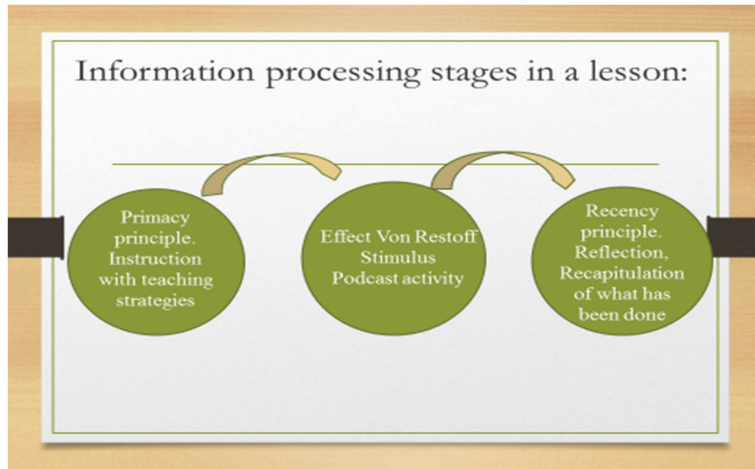 Information processing stages in a lesson:
Primacy
principle.
Instruction
with teaching
strategies
Effect Von Restoff
Stimulus
Podcast activity
Recency
principle.
Reflection,
Recapitulation
of what has
been done